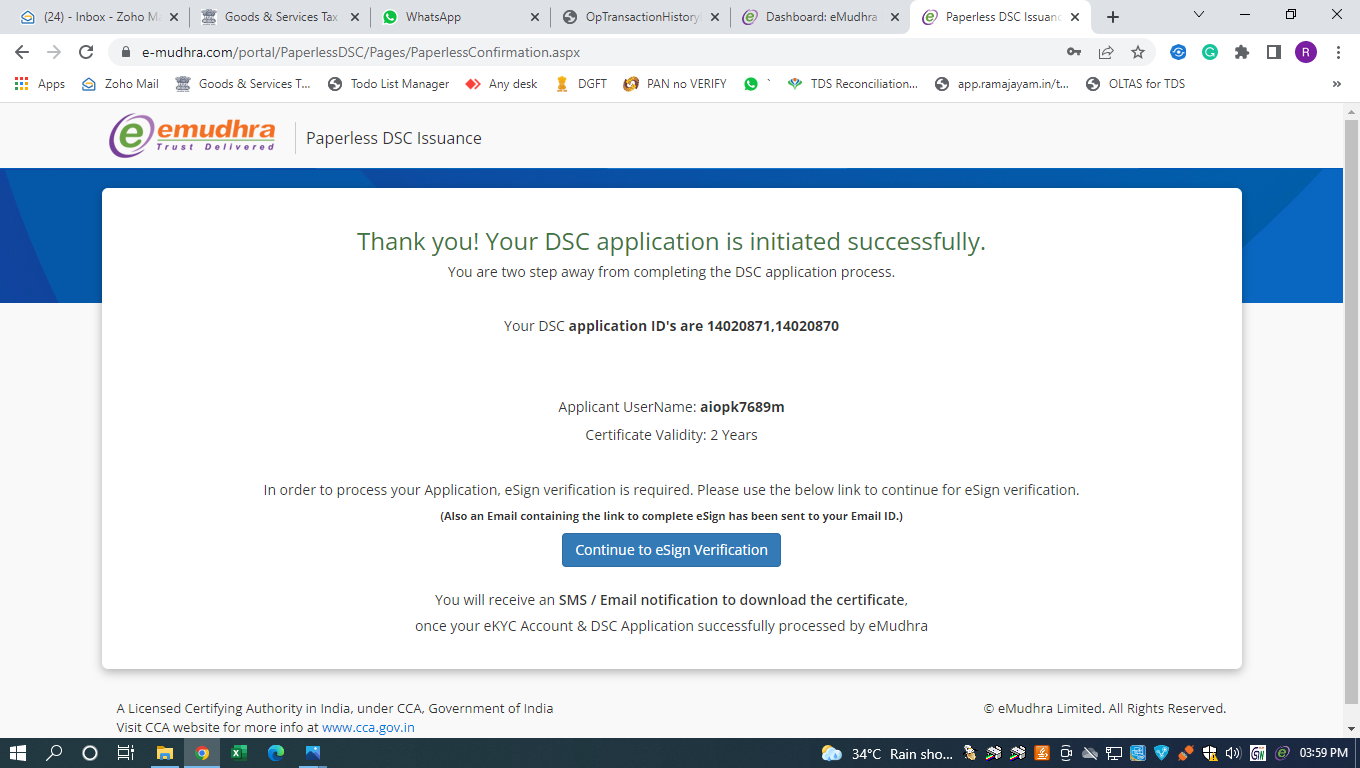 (24) - Inbox - Zoho M
Goods & Services Tax
WhatsApp
OpTransactionHistory
Dashboard: eMudhra
Paperless DSC Issuanc
e-mudhra.com/portal/PaperlessDSC/Pages/PaperlessConfirmation.aspx
R
Apps
Zoho Mail
Goods & Services T...
Todo List Manager
Any desk
DGFT
PAN no VERIFY
`
TDS Reconciliation...
app.ramajayam.in/t...
OLTAS for TDS
»
emudhra
Trust Delivered
Paperless DSC Issuance
Thank you! Your DSC application is initiated successfully.
You are two step away from completing the DSC application process.
Your DSC application ID's are 14020871,14020870
Applicant UserName: aiopk7689m
Certificate Validity: 2 Years
In order to process your Application, eSign verification is required. Please use the below link to continue for eSign verification.
(Also an Email containing the link to complete eSign has been sent to your Email ID.)
Continue to eSign Verification
You will receive an SMS / Email notification to download the certificate,
once your eKYC Account & DSC Application successfully processed by eMudhra
A Licensed Certifying Authority in India, under CCA, Government of India
Visit CCA website for more info at www.cca.gov.in
© eMudhra Limited. All Rights Reserved.
34°C Rain sho...
03:59 PM